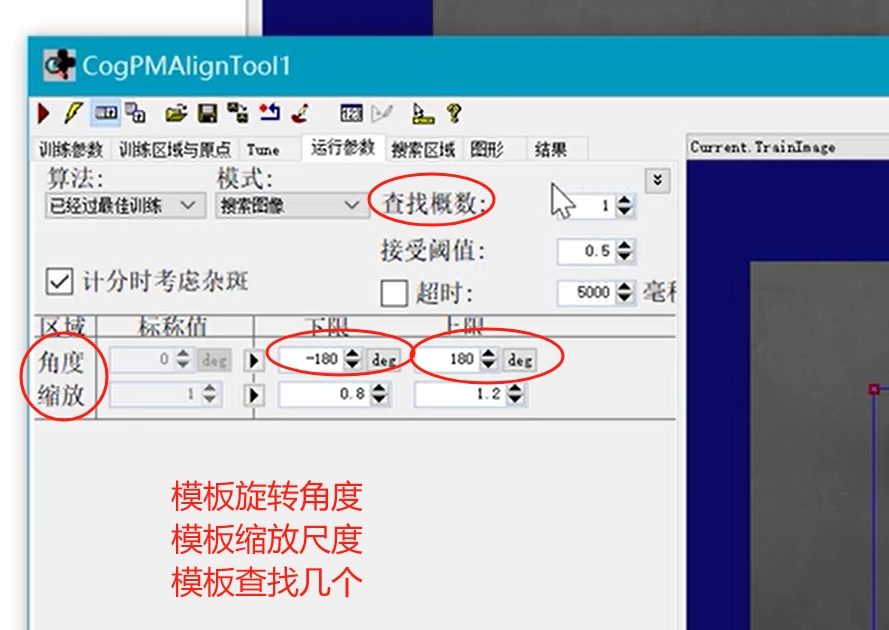 CogPMAlignTool1
训练参数 训练区域与原点 Tune 运行参数 搜索区域 图形 结果
Current.TrainImage
算法: 模式:
已经过最佳训练 搜索图像 查找概数: 1
接受阈值: 0.5
计分时考虑杂斑 超时: 5000 毫秒
区域 标称值 下限 上限
角度 0 deg -180 deg 180 deg
缩放 1 0.8 1.2
模板旋转角度
模板缩放尺度
模板查找几个